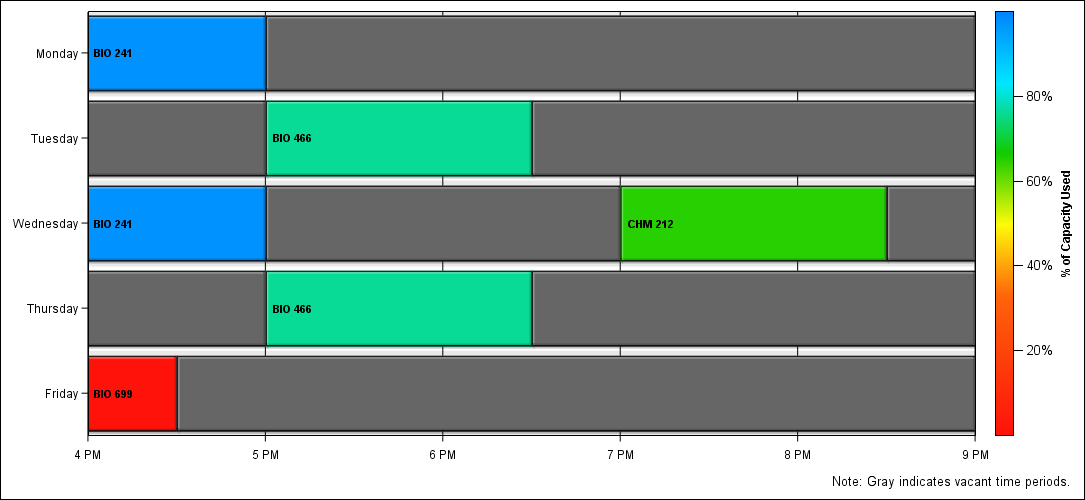 Monday
BIO 241
Tuesday
BIO 466
Wednesday
BIO 241
CHM 212
Thursday
BIO 466
Friday
BIO 699
4 PM
5 PM
6 PM
7 PM
8 PM
9 PM
80%
60%
40%
20%
% of Capacity Used
Note: Gray indicates vacant time periods.